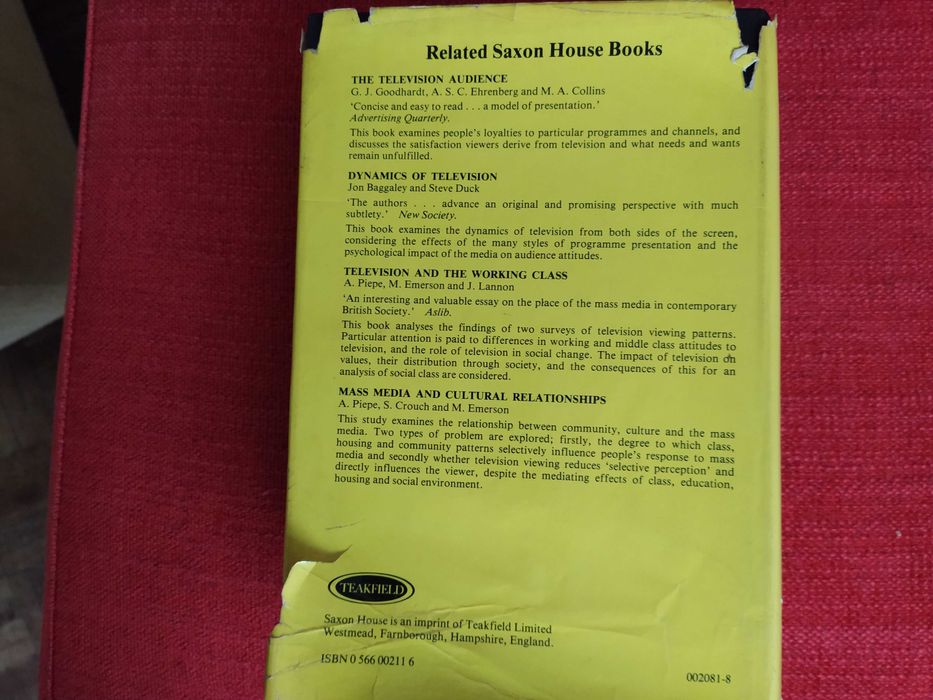 Related Saxon House Books
THE TELEVISION AUDIENCE
G. J. Goodhardt, A. S. C. Ehrenberg and M. A. Collins
‘Concise and easy to read . . . a model of presentation.’
Advertising Quarterly.
This book examines people’s loyalties to particular programmes and channels, and
discusses the satisfaction viewers derive from television and what needs and wants
remain unfulfilled.
DYNAMICS OF TELEVISION
Jon Baggaley and Steve Duck
‘The authors . . . advance an original and promising perspective with much
subtlety.’ New Society.
This book examines the dynamics of television from both sides of the screen,
considering the effects of the many styles of programme presentation and the
psychological impact of the media on audience attitudes.
TELEVISION AND THE WORKING CLASS
A. Piepe, M. Emerson and J. Lannon
‘An interesting and valuable essay on the place of the mass media in contemporary
British Society.’ Aslib.
This book analyses the findings of two surveys of television viewing patterns.
Particular attention is paid to differences in working and middle class attitudes to
television, and the role of television in social change. The impact of television on
values, their distribution through society, and the consequences of this for an
analysis of social class are considered.
MASS MEDIA AND CULTURAL RELATIONSHIPS
A. Piepe, S. Crouch and M. Emerson
This study examines the relationship between community, culture and the mass
media. Two types of problem are explored; firstly, the degree to which class,
housing and community patterns selectively influence people’s response to mass
media and secondly whether television viewing reduces ‘selective perception’ and
directly influences the viewer, despite the mediating effects of class, education,
housing and social environment.
TEAKFIELD
Saxon House is an imprint of Teakfield Limited
Westmead, Farnborough, Hampshire, England.
ISBN 0 566 00211 6
002081-8